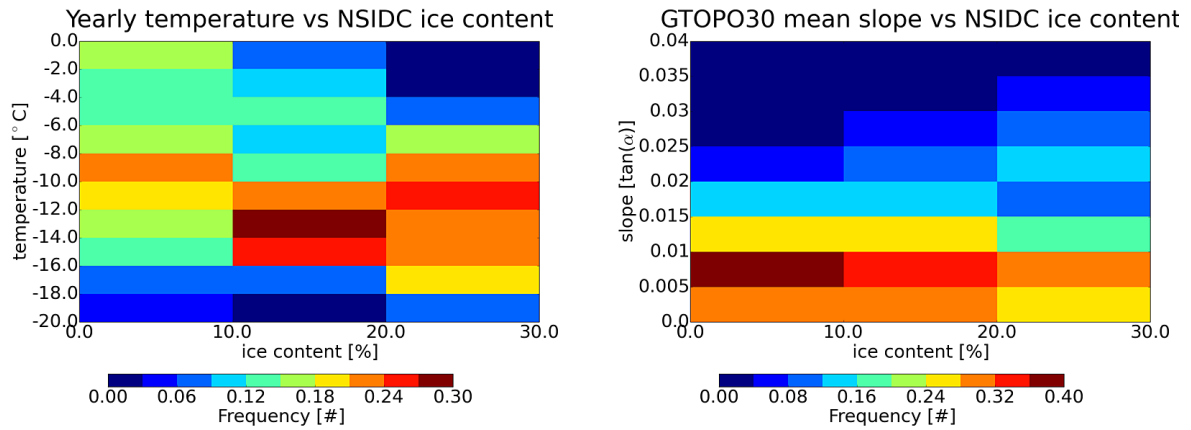 Yearly temperature vs NSIDC ice content
temperature [°C]
0.0
-2.0
-4.0
-6.0
-8.0
-10.0
-12.0
-14.0
-16.0
-18.0
-20.0
0.0 10.0 20.0 30.0
ice content [%]
0.00 0.06 0.12 0.18 0.24 0.30
Frequency [#]
GTOPO30 mean slope vs NSIDC ice content
slope [tan(α)]
0.04
0.035
0.03
0.025
0.02
0.015
0.01
0.005
0.0
0.0 10.0 20.0 30.0
ice content [%]
0.00 0.08 0.16 0.24 0.32 0.40
Frequency [#]